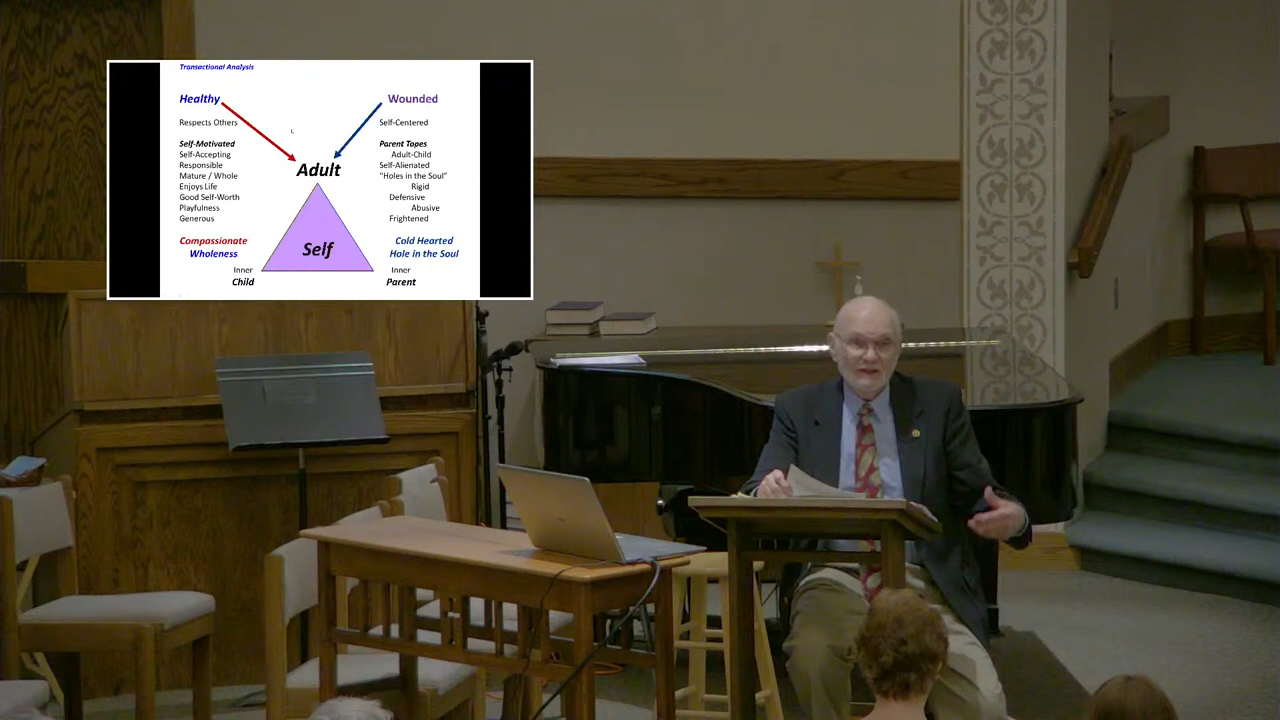 Transactional Analysis
Healthy
Wounded
Respects Others
Self-Centered
Self-Motivated
Self-Accepting
Responsible
Mature / Whole
Enjoys Life
Good Self-Worth
Playfulness
Generous
Parent Tapes
Adult-Child
Self-Alienated
"Holes in the Soul"
Rigid
Defensive
Abusive
Frightened
Adult
Self
Compassionate
Wholeness
Cold Hearted
Hole in the Soul
Inner
Child
Inner
Parent